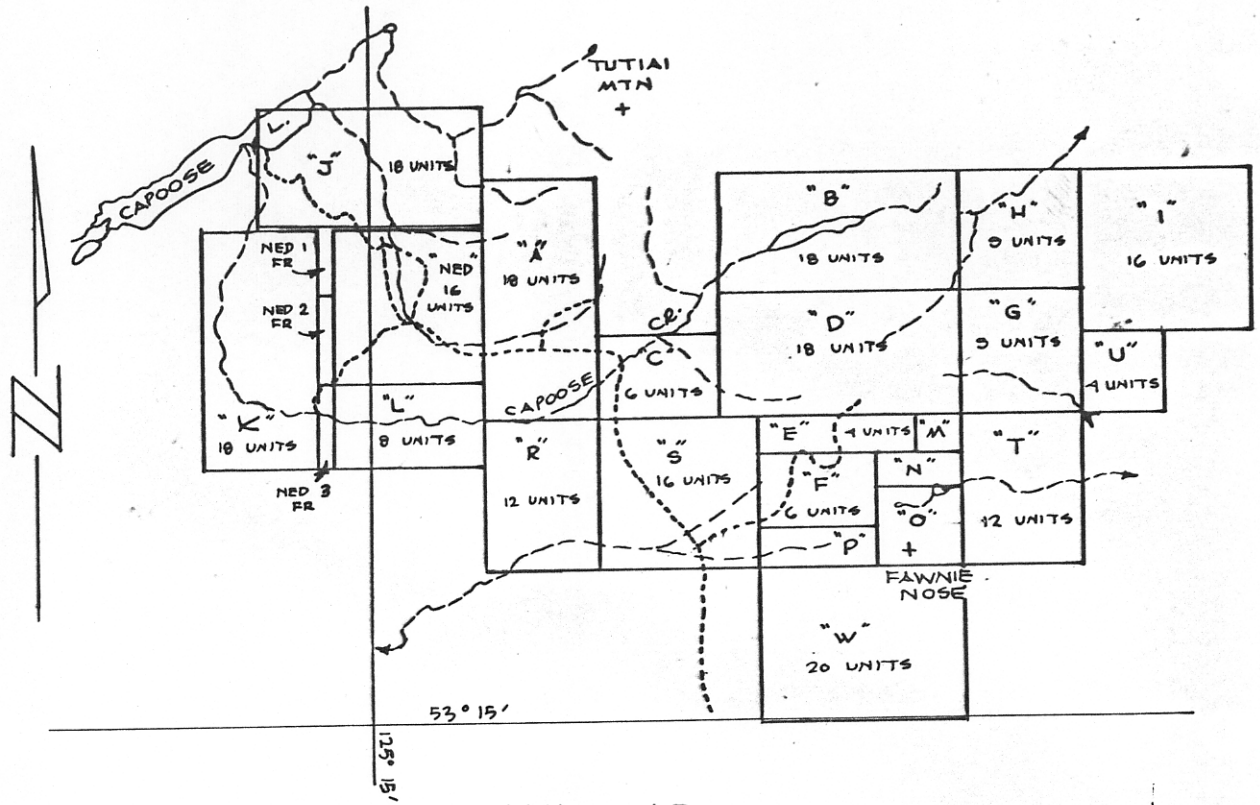 TUTIAI
MTN
+
L.
CAPOOSE
"J"
18 UNITS
"B"
18 UNITS
"H"
9 UNITS
"I"
16 UNITS
NED 1
FR
NED 2
FR
"NED"
16
UNITS
"A"
18 UNITS
CR.
"D"
18 UNITS
"G"
9 UNITS
"U"
4 UNITS
C
6 UNITS
CAPOOSE
"K"
18 UNITS
"L"
8 UNITS
NED 3
FR
"R"
12 UNITS
"S"
16 UNITS
"E"
4 UNITS
"M"
"N"
"F"
6 UNITS
"O"
+
"P"
"T"
12 UNITS
FAWNIE
NOSE
"W"
20 UNITS
53° 15'
125° 15'
N